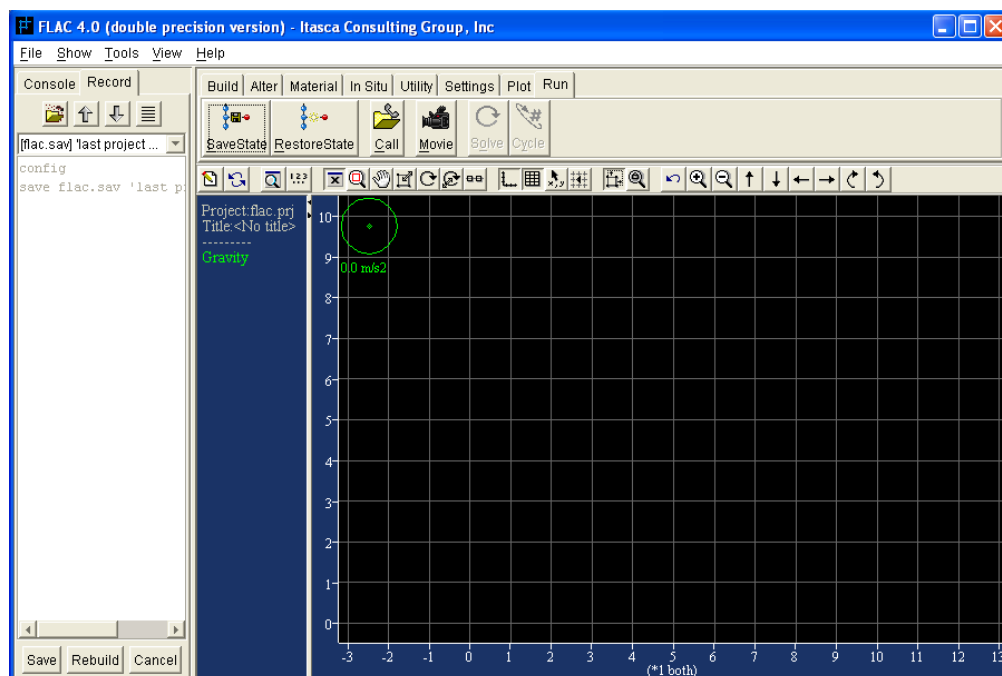 FLAC 4.0 (double precision version) - Itasca Consulting Group, Inc
File Show Tools View Help
Console Record
Build Alter Material In Situ Utility Settings Plot Run
SaveState RestoreState Call Movie Solve Cycle
[flac.sav] 'last project ...
config
save flac.sav 'last p
123
x,y
Project:flac.prj
Title:<No title>
---------
Gravity
0.0 m/s2
10
9
8
7
6
5
4
3
2
1
0
-3 -2 -1 0 1 2 3 4 5 6 7 8 9 10 11 12 13
(*1 both)
Save Rebuild Cancel